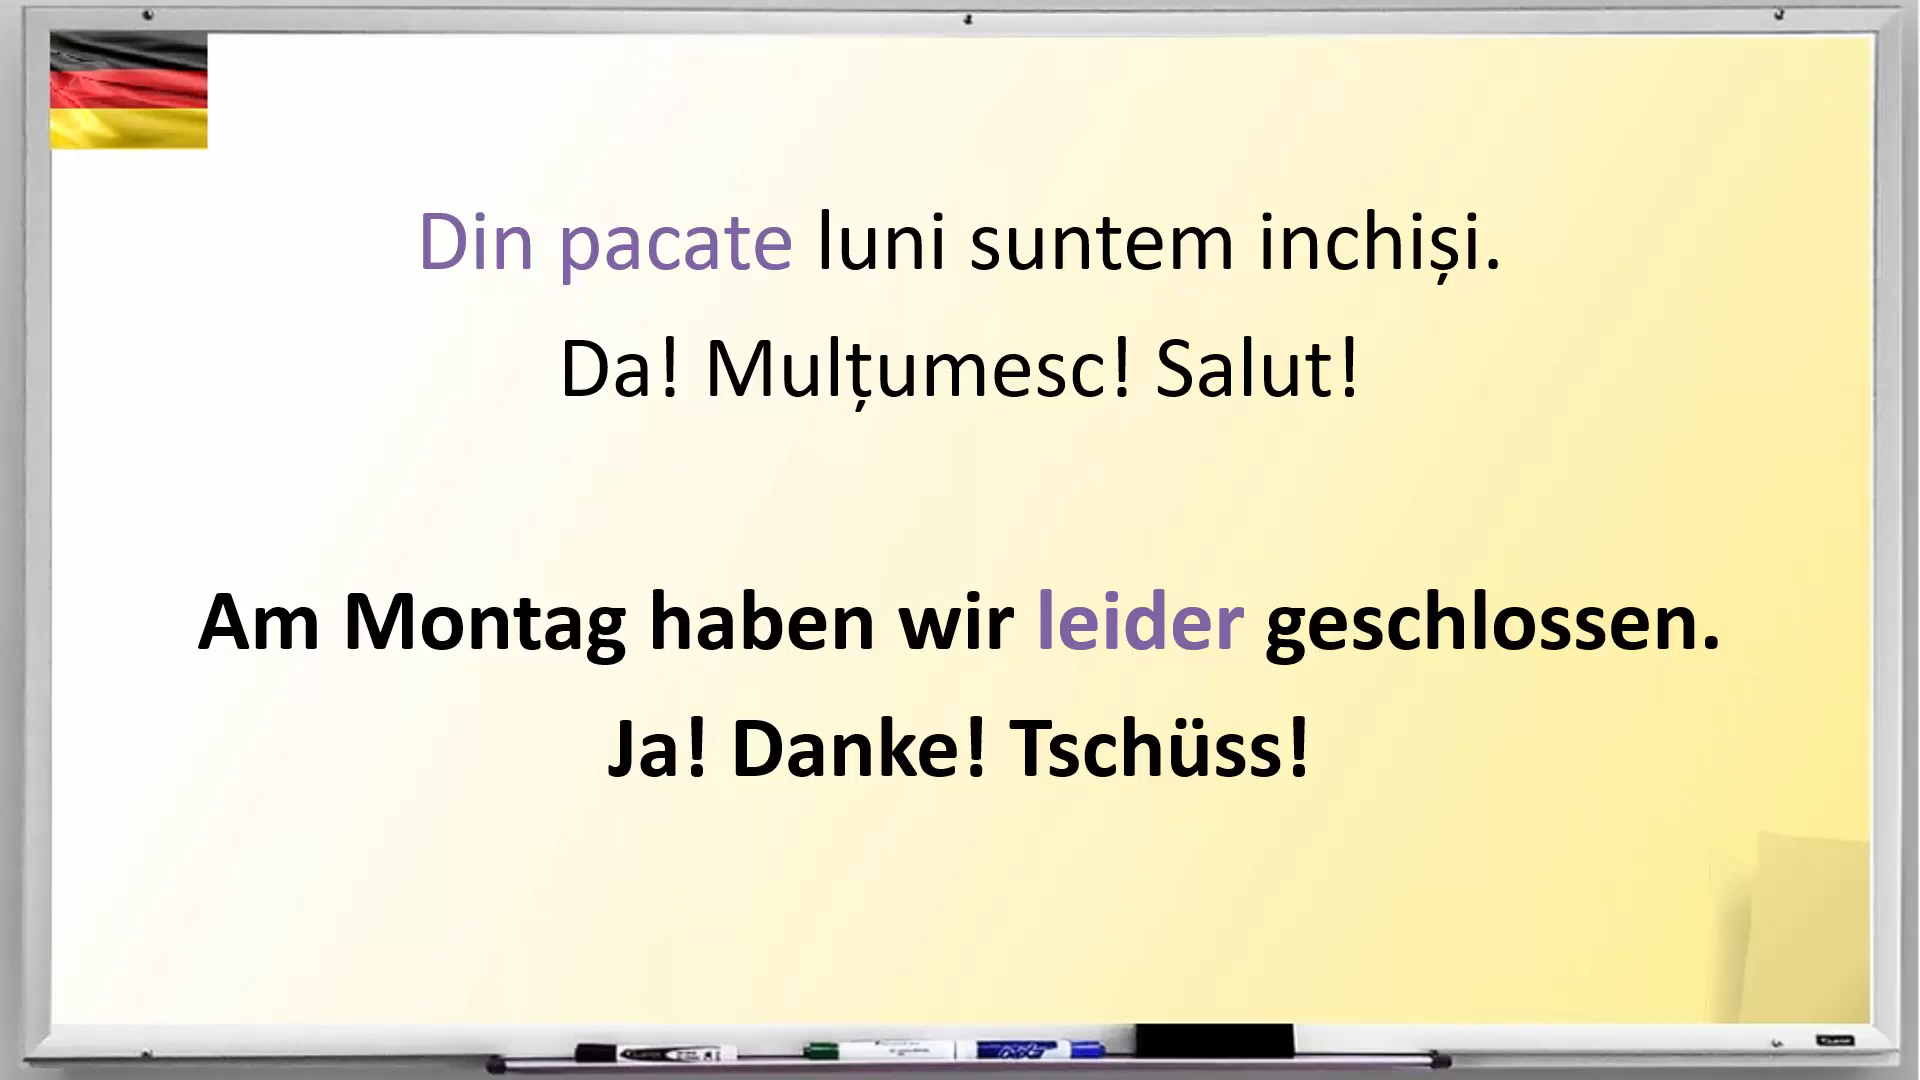 Din pacate luni suntem inchiși.
Da! Mulțumesc! Salut!
Am Montag haben wir leider geschlossen.
Ja! Danke! Tschüss!